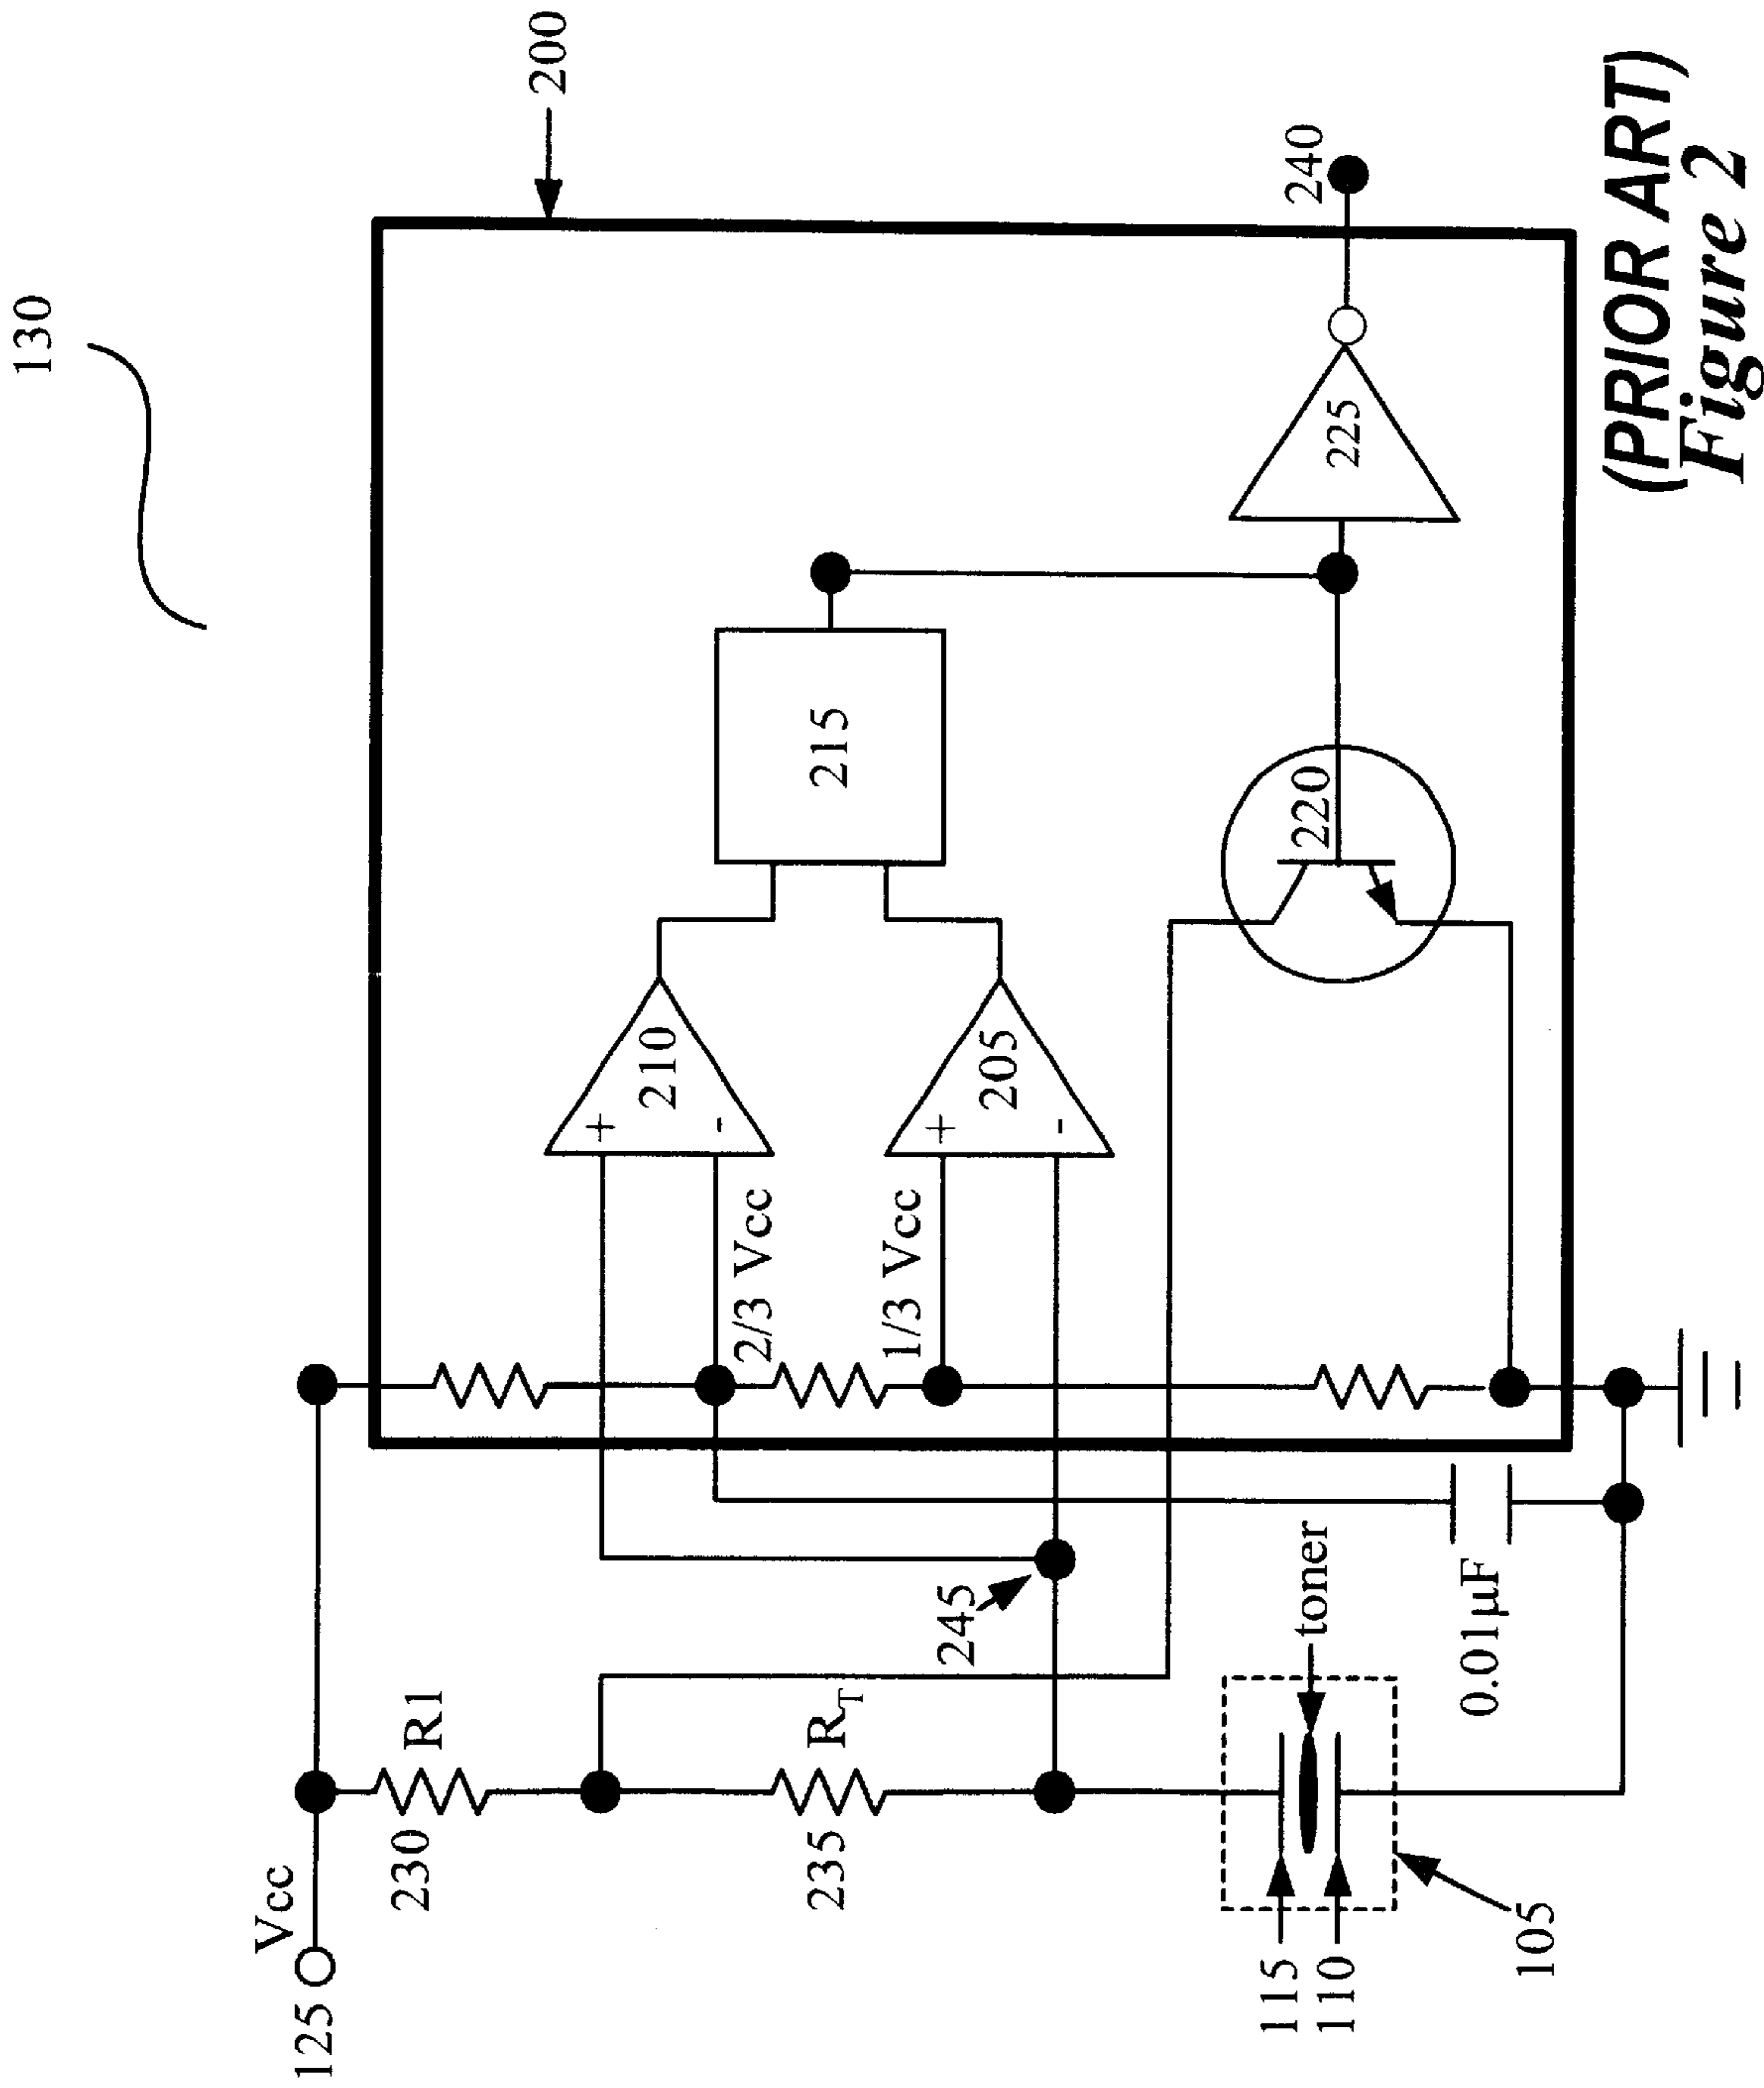 130
200
Vcc
125
230
R1
235
R_T
245
2/3 Vcc
1/3 Vcc
+
-
210
+
-
205
215
220
225
240
115
110
105
toner
0.01µF
(PRIOR ART)
Figure 2